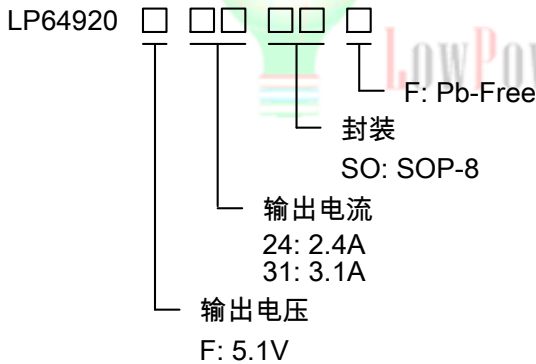 LP64920 □ □□ □□ □
LowPow
F: Pb-Free
封装
SO: SOP-8
输出电流
24: 2.4A
31: 3.1A
输出电压
F: 5.1V